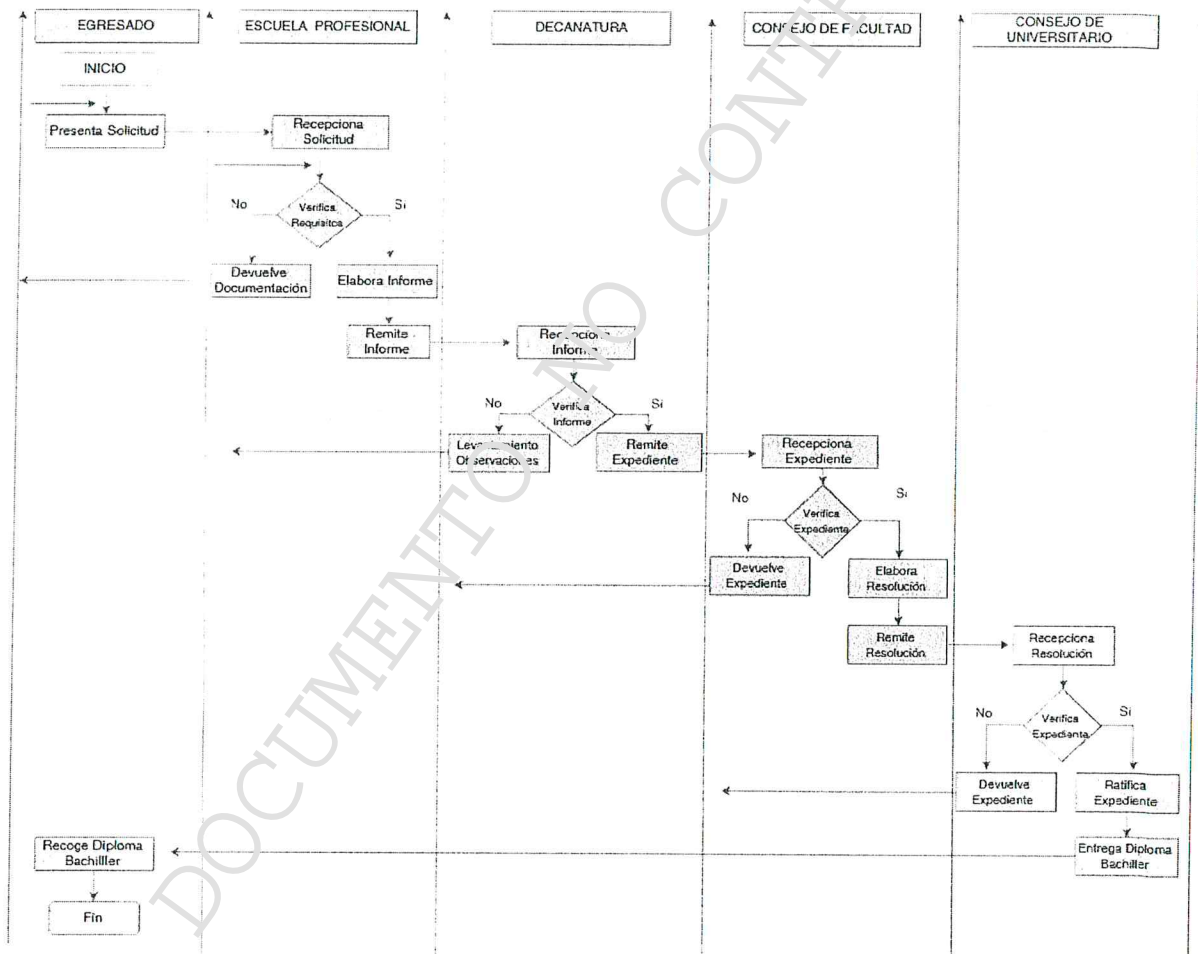 EGRESADO
ESCUELA PROFESIONAL
DECANATURA
CONSEJO DE FACULTAD
CONSEJO DE
UNIVERSITARIO
INICIO
Presenta Solicitud
Recepciona
Solicitud
No
Verifica
Requisitos
Si
Devuelve
Documentación
Elabora Informe
Remite
Informe
Recepciona
Informe
No
Verifica
Informe
Si
Levantamiento
Observaciones
Remite
Expediente
Recepciona
Expediente
No
Verifica
Expediente
Si
Devuelve
Expediente
Elabora
Resolución
Remite
Resolución
Recepciona
Resolución
No
Verifica
Expediente
Si
Devuelve
Expediente
Ratifica
Expediente
Entrega Diploma
Bachiller
Recoge Diploma
Bachilller
Fin
DOCUMENTO NO CONTR